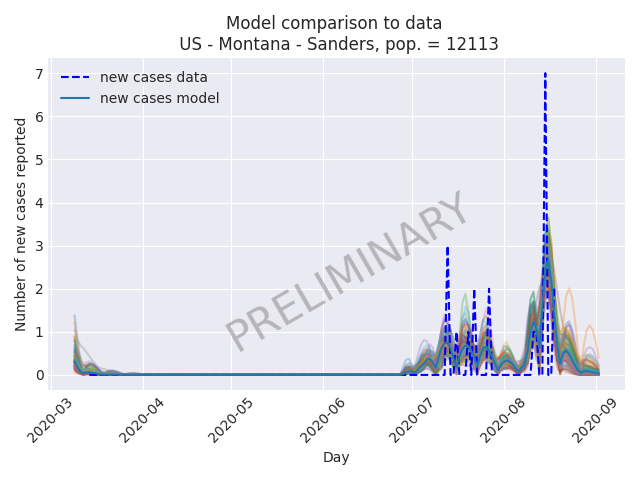 Model comparison to data
US - Montana - Sanders, pop. = 12113
new cases data
new cases model
Number of new cases reported
7
6
5
4
3
2
1
0
PRELIMINARY
2020-03
2020-04
2020-05
2020-06
2020-07
2020-08
2020-09
Day